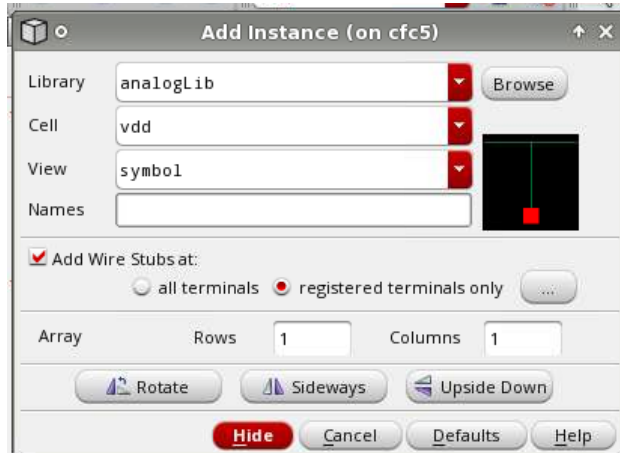 Add Instance (on cfc5)
Library analogLib Browse
Cell vdd
View symbol
Names
Add Wire Stubs at:
all terminals registered terminals only ...
Array Rows 1 Columns 1
Rotate Sideways Upside Down
Hide Cancel Defaults Help